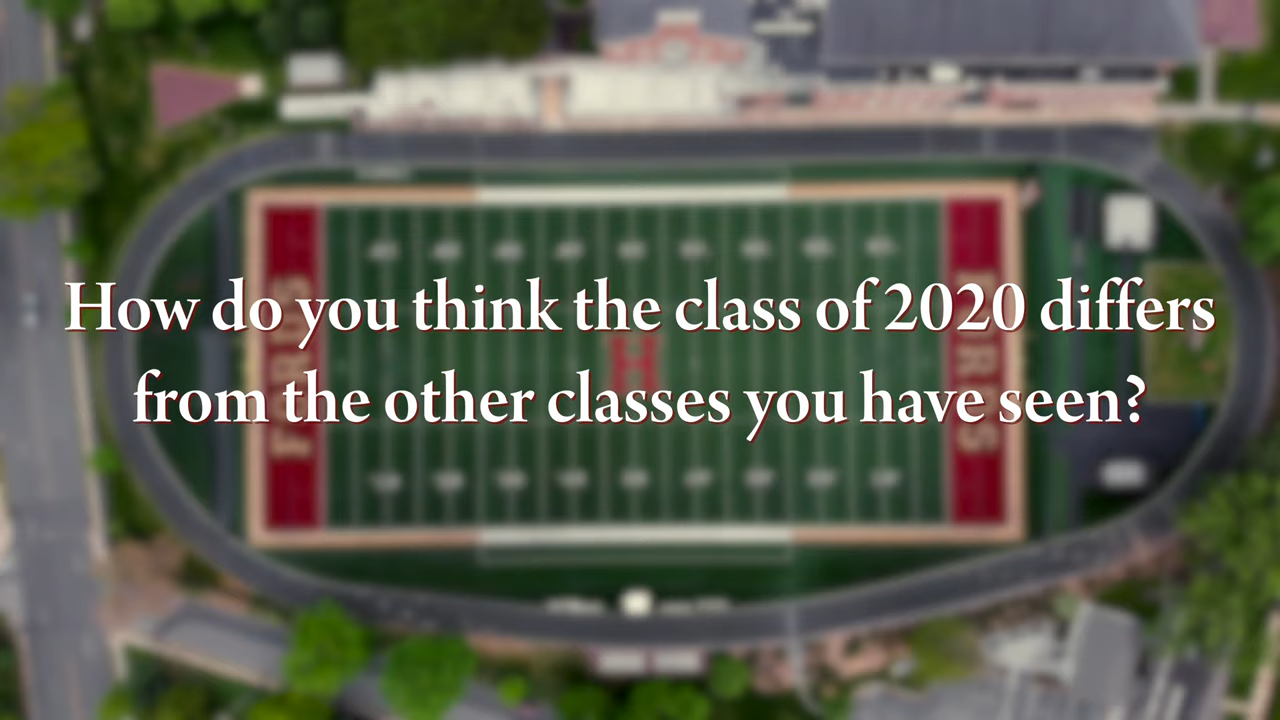 How do you think the class of 2020 differs
from the other classes you have seen?
H